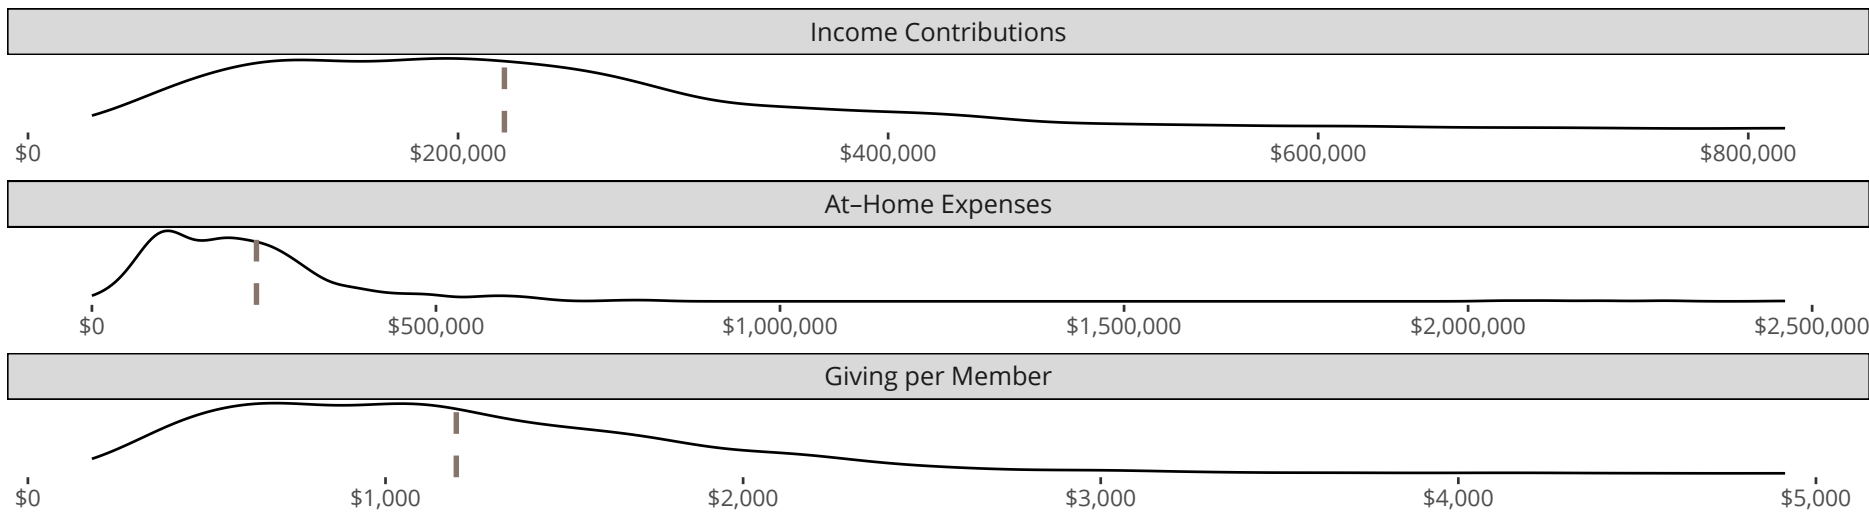 Income Contributions
$0 $200,000 $400,000 $600,000 $800,000
At–Home Expenses
$0 $500,000 $1,000,000 $1,500,000 $2,000,000 $2,500,000
Giving per Member
$0 $1,000 $2,000 $3,000 $4,000 $5,000